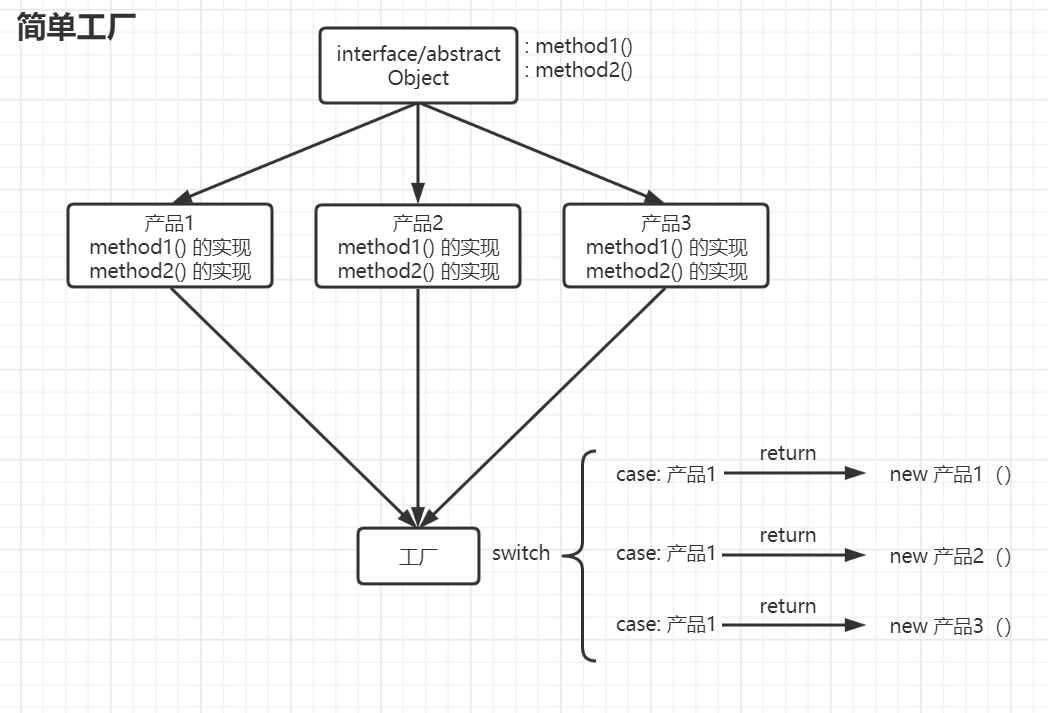 简单工厂
interface/abstract
Object
: method1()
: method2()
产品1
method1() 的实现
method2() 的实现
产品2
method1() 的实现
method2() 的实现
产品3
method1() 的实现
method2() 的实现
工厂
switch
case: 产品1
return
new 产品1（）
case: 产品1
return
new 产品2（）
case: 产品1
return
new 产品3（）